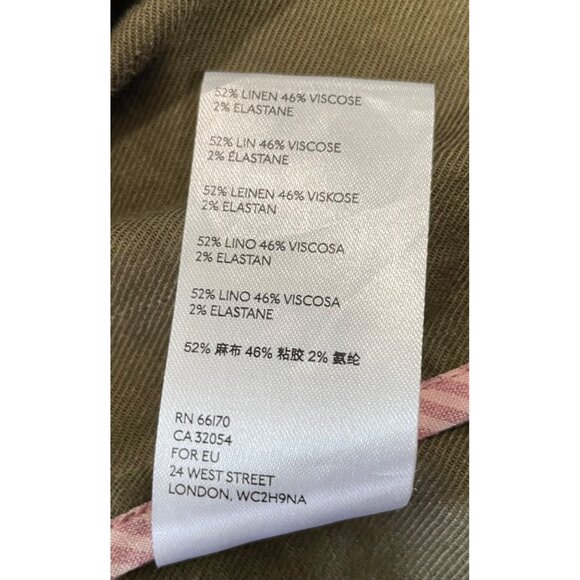 52% LINEN 46% VISCOSE
2% ELASTANE
52% LIN 46% VISCOSE
2% ÉLASTANE
52% LEINEN 46% VISKOSE
2% ELASTAN
52% LINO 46% VISCOSA
2% ELASTAN
52% LINO 46% VISCOSA
2% ELASTANE
52% 麻布 46% 粘胶 2% 氨纶
RN 66170
CA 32054
FOR EU
24 WEST STREET
LONDON, WC2H9NA